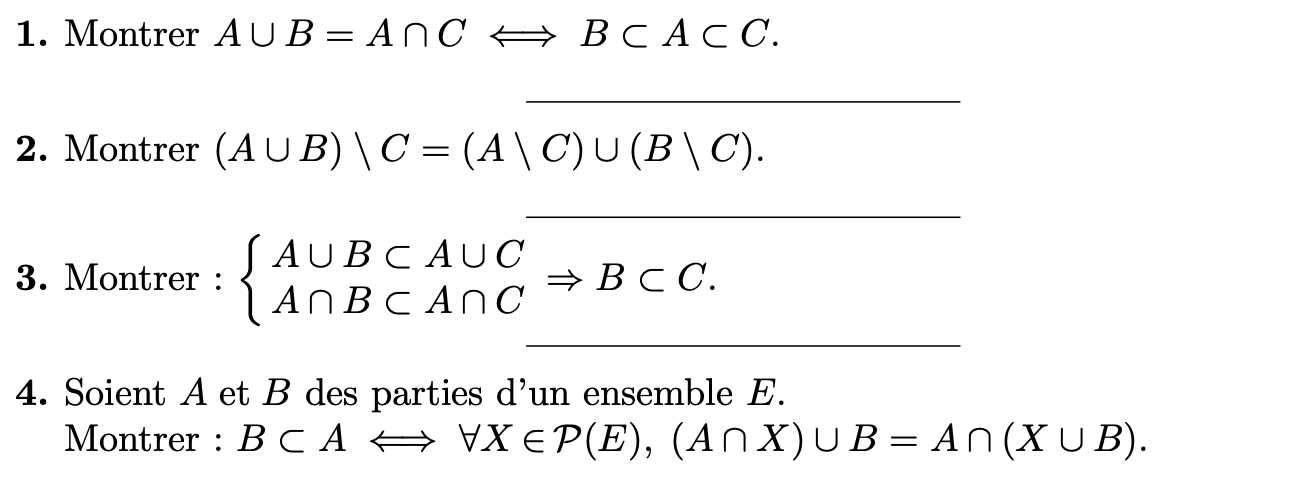 1. Montrer A ∪ B = A ∩ C ⟺ B ⊂ A ⊂ C.
2. Montrer (A ∪ B) \ C = (A \ C) ∪ (B \ C).
3. Montrer : { A ∪ B ⊂ A ∪ C
A ∩ B ⊂ A ∩ C ⇒ B ⊂ C.
4. Soient A et B des parties d’un ensemble E.
Montrer : B ⊂ A ⟺ ∀X ∈ 𝒫(E), (A ∩ X) ∪ B = A ∩ (X ∪ B).